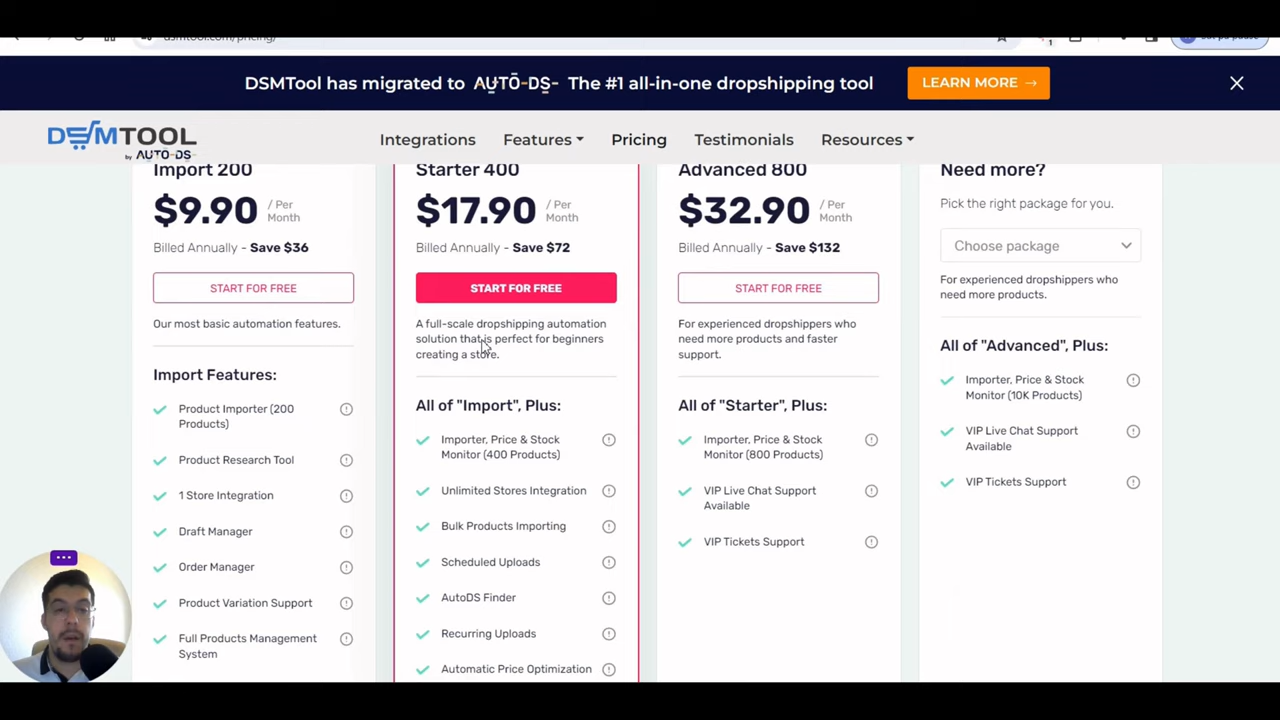 dsmtool.com/pricing/
DSMTool has migrated to AUTO-DS- The #1 all-in-one dropshipping tool
LEARN MORE →
DSMTOOL
by AUTO-DS-
Integrations
Features
Pricing
Testimonials
Resources
Import 200
$9.90 / Per
Month
Billed Annually - Save $36
START FOR FREE
Our most basic automation features.
Import Features:
Product Importer (200
Products)
Product Research Tool
1 Store Integration
Draft Manager
Order Manager
Product Variation Support
Full Products Management
System
Starter 400
$17.90 / Per
Month
Billed Annually - Save $72
START FOR FREE
A full-scale dropshipping automation
solution that is perfect for beginners
creating a store.
All of "Import", Plus:
Importer, Price & Stock
Monitor (400 Products)
Unlimited Stores Integration
Bulk Products Importing
Scheduled Uploads
AutoDS Finder
Recurring Uploads
Automatic Price Optimization
Advanced 800
$32.90 / Per
Month
Billed Annually - Save $132
START FOR FREE
For experienced dropshippers who
need more products and faster
support.
All of "Starter", Plus:
Importer, Price & Stock
Monitor (800 Products)
VIP Live Chat Support
Available
VIP Tickets Support
Need more?
Pick the right package for you.
Choose package
For experienced dropshippers who
need more products.
All of "Advanced", Plus:
Importer, Price & Stock
Monitor (10K Products)
VIP Live Chat Support
Available
VIP Tickets Support